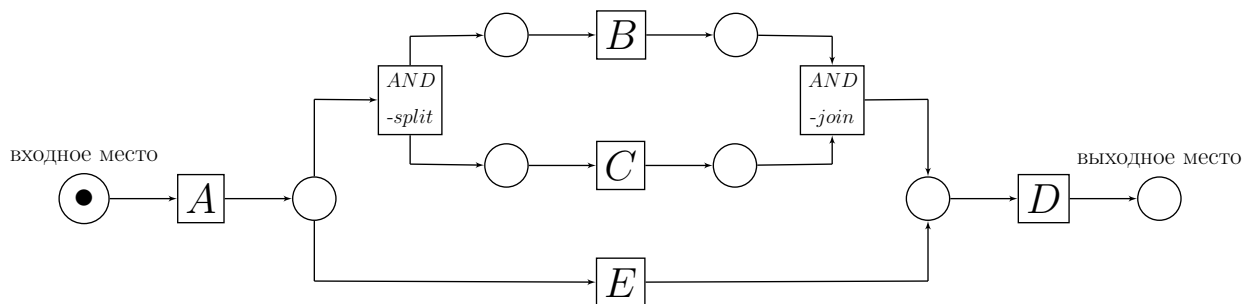 B
AND
-split
AND
-join
входное место
C
выходное место
A
D
E